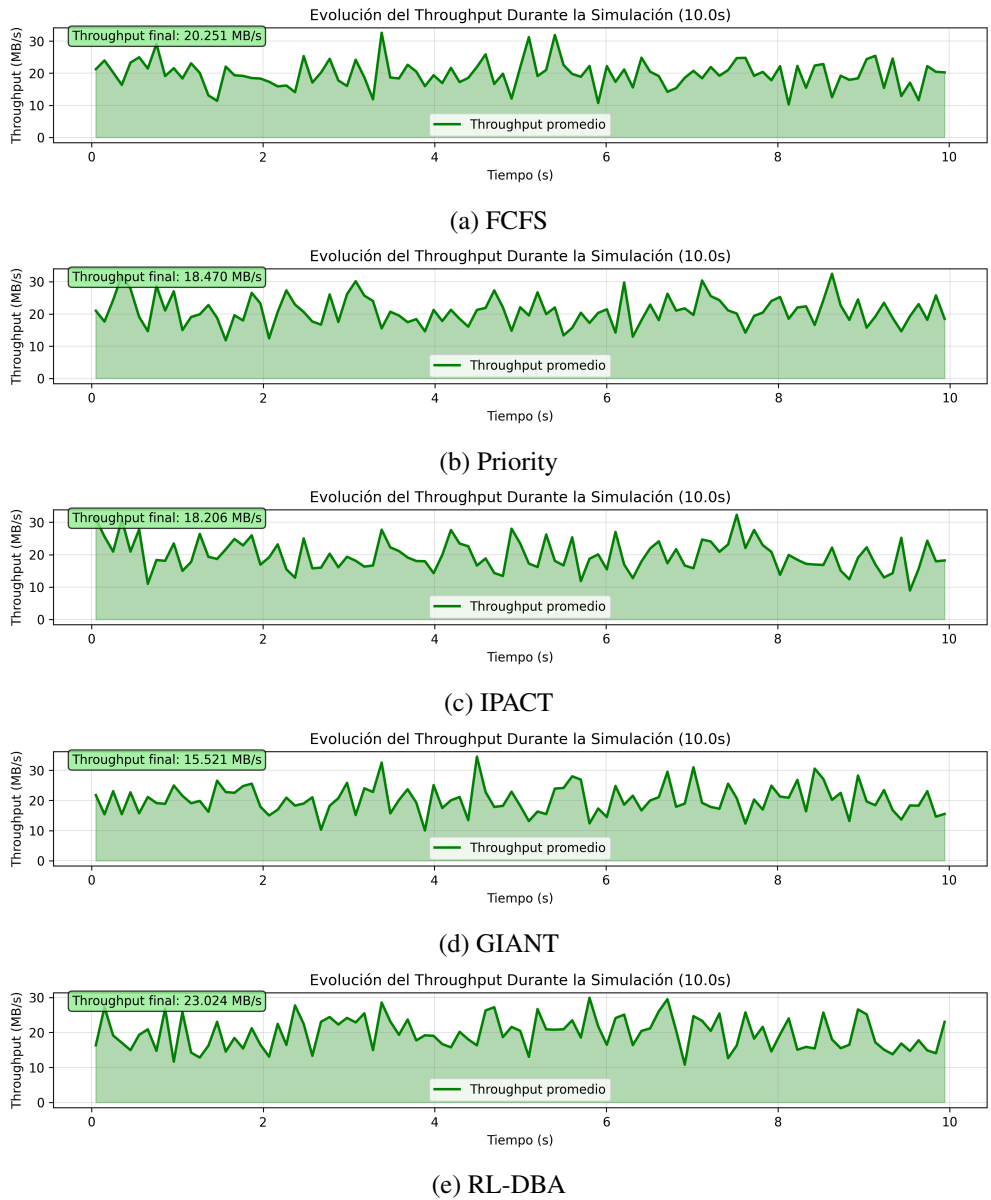 Evolución del Throughput Durante la Simulación (10.0s)
Throughput final: 20.251 MB/s
Throughput (MB/s)
30
20
10
0
Throughput promedio
0 2 4 6 8 10
Tiempo (s)
(a) FCFS
Evolución del Throughput Durante la Simulación (10.0s)
Throughput final: 18.470 MB/s
Throughput (MB/s)
30
20
10
0
Throughput promedio
0 2 4 6 8 10
Tiempo (s)
(b) Priority
Evolución del Throughput Durante la Simulación (10.0s)
Throughput final: 18.206 MB/s
Throughput (MB/s)
30
20
10
0
Throughput promedio
0 2 4 6 8 10
Tiempo (s)
(c) IPACT
Evolución del Throughput Durante la Simulación (10.0s)
Throughput final: 15.521 MB/s
Throughput (MB/s)
30
20
10
0
Throughput promedio
0 2 4 6 8 10
Tiempo (s)
(d) GIANT
Evolución del Throughput Durante la Simulación (10.0s)
Throughput final: 23.024 MB/s
Throughput (MB/s)
30
20
10
0
Throughput promedio
0 2 4 6 8 10
Tiempo (s)
(e) RL-DBA